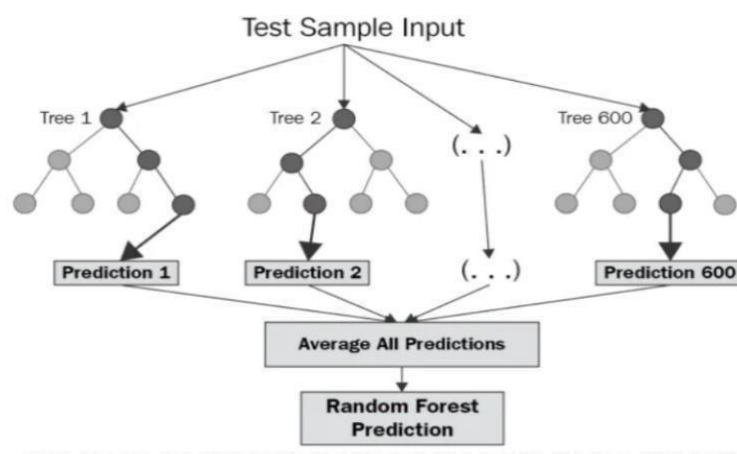 Test Sample Input
Tree 1
Tree 2
(. . .)
Tree 600
Prediction 1
Prediction 2
(. . .)
Prediction 600
Average All Predictions
Random Forest
Prediction